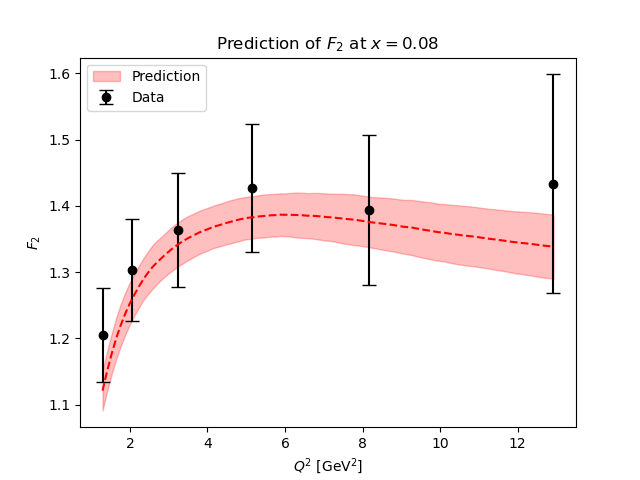 Prediction of F₂ at x = 0.08
Prediction
Data
1.6
1.5
1.4
1.3
1.2
1.1
F₂
2 4 6 8 10 12
Q² [GeV²]